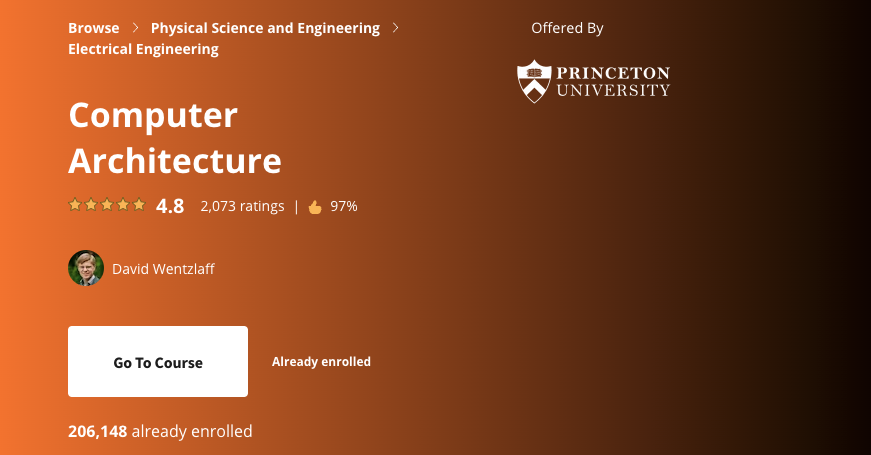 Browse > Physical Science and Engineering >
Electrical Engineering
Offered By
PRINCETON
UNIVERSITY
Computer
Architecture
4.8 2,073 ratings | 97%
David Wentzlaff
Go To Course
Already enrolled
206,148 already enrolled